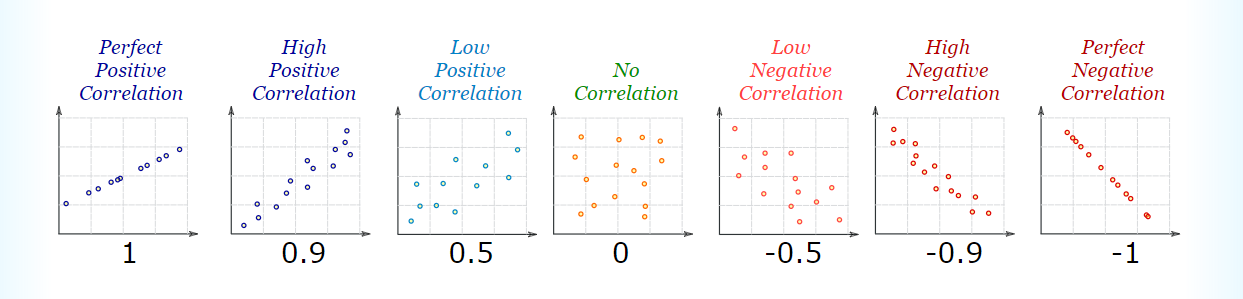 Perfect
Positive
Correlation
High
Positive
Correlation
Low
Positive
Correlation
No
Correlation
Low
Negative
Correlation
High
Negative
Correlation
Perfect
Negative
Correlation
1
0.9
0.5
0
-0.5
-0.9
-1